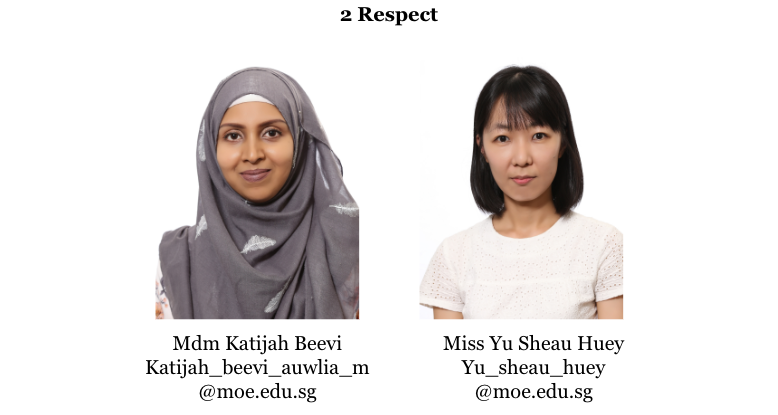 2 Respect
Mdm Katijah Beevi
Katijah_beevi_auwlia_m
@moe.edu.sg
Miss Yu Sheau Huey
Yu_sheau_huey
@moe.edu.sg